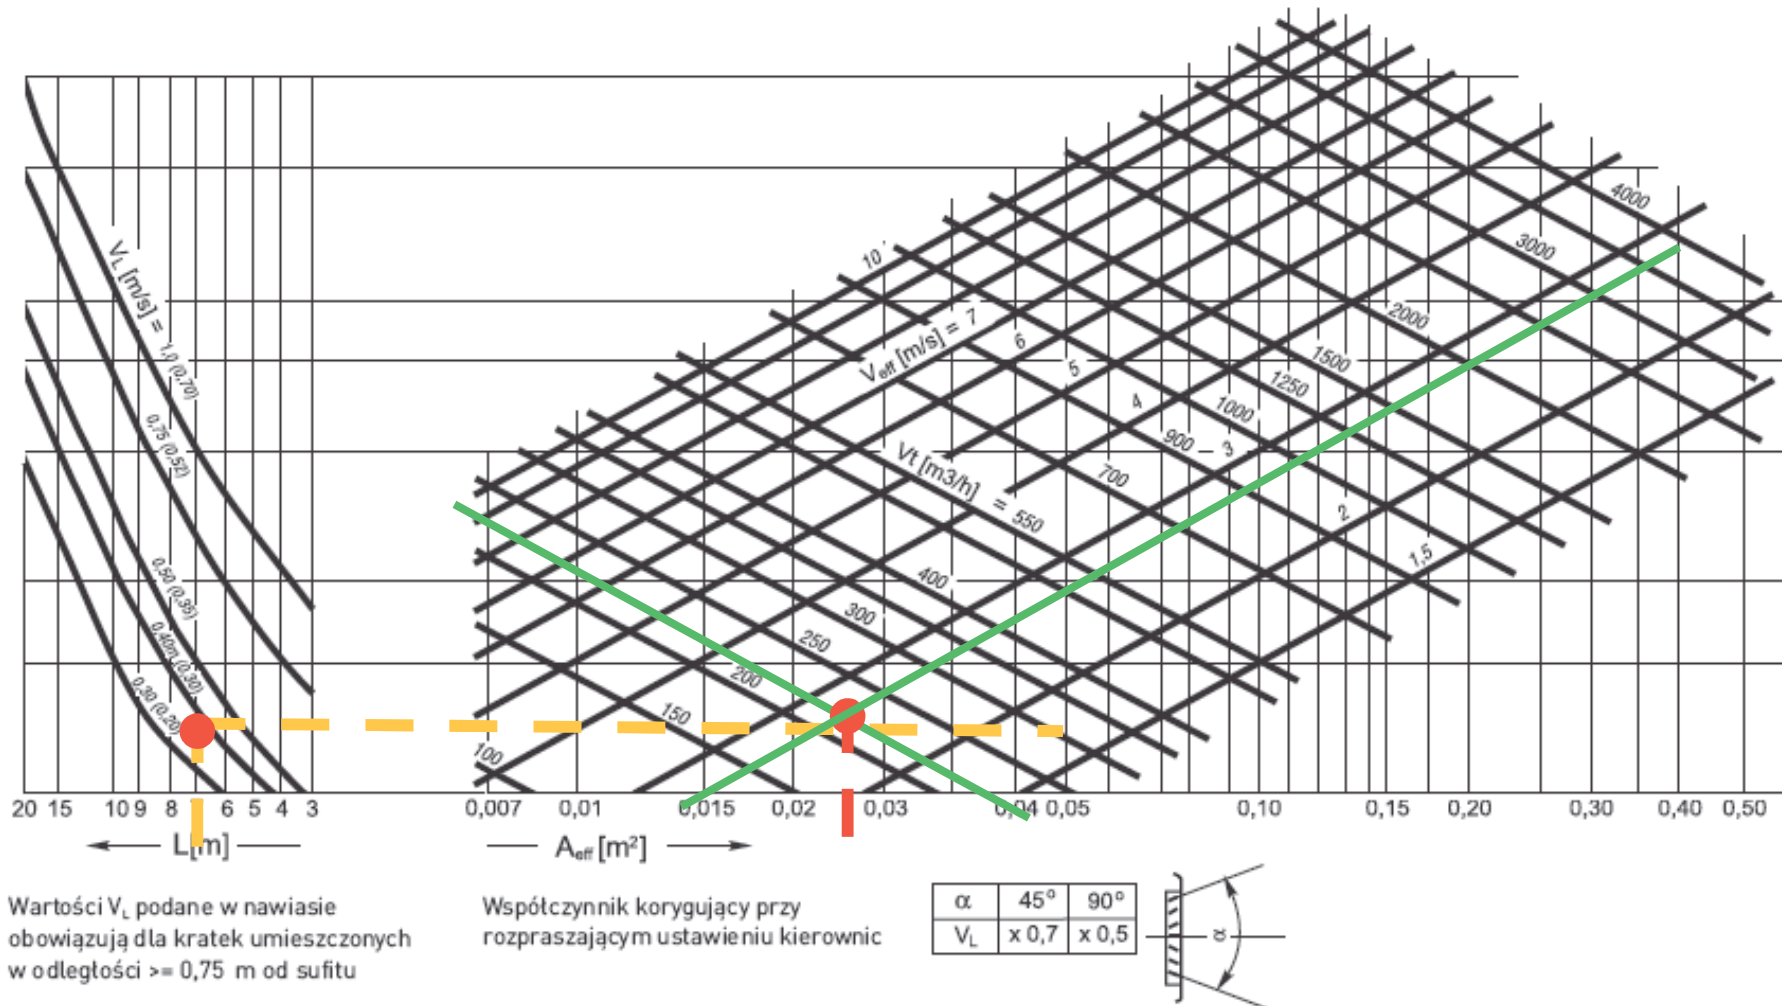 V_L [m/s] = 1,0 (0,70)
0,75 (0,52)
0,50 (0,35)
0,40m (0,30)
0,30 (0,20)
10
V_eff [m/s] = 7
6
5
4
3
2
1,5
4000
3000
2000
1500
1250
1000
900
700
Vt [m3/h] = 550
400
300
250
200
150
100
20 15 10 9 8 6 5 4 3
0,007 0,01 0,015 0,02 0,03 0,04 0,05 0,10 0,15 0,20 0,30 0,40 0,50
L[m]
A_eff [m²]
Wartości V_L podane w nawiasie
obowiązują dla kratek umieszczonych
w odległości >= 0,75 m od sufitu
Współczynnik korygujący przy
rozpraszającym ustawieniu kierownic
α 45° 90°
V_L x 0,7 x 0,5
α